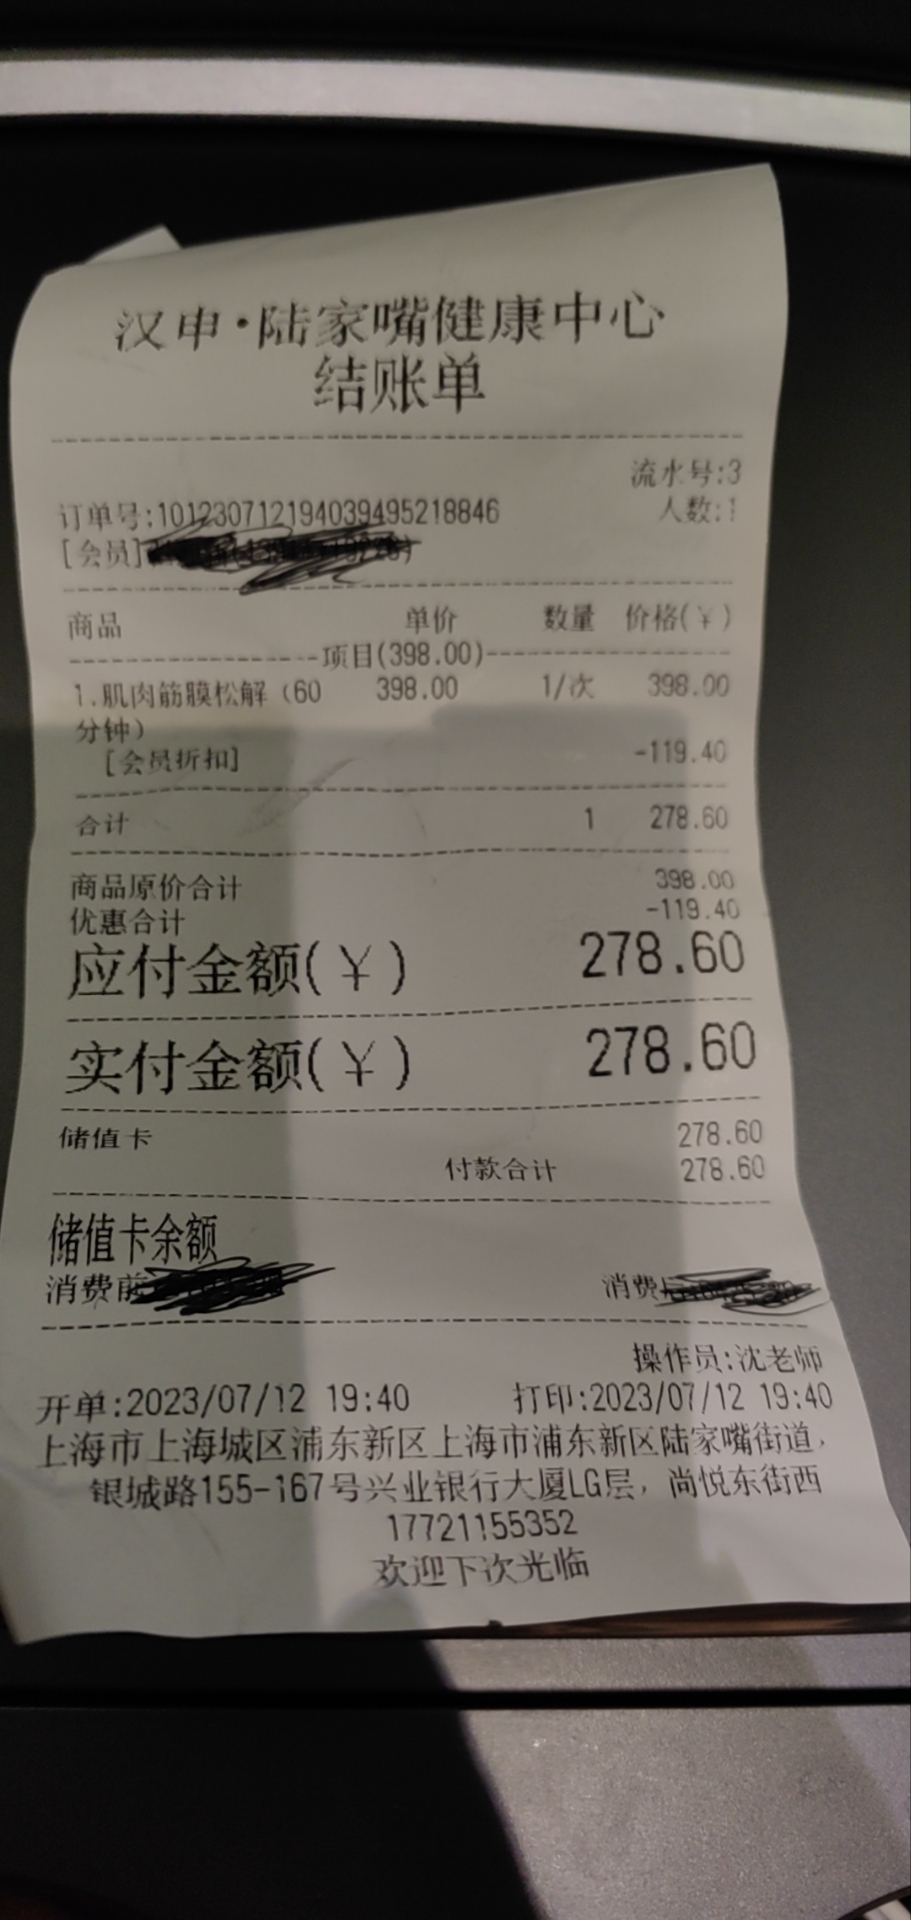 汉申·陆家嘴健康中心
结账单
流水号:3
订单号:101230712194039495218846 人数:1
[会员]
商品 单价 数量 价格(¥)
项目(398.00)
1.肌肉筋膜松解（60 398.00 1/次 398.00
分钟）
[会员折扣] -119.40
合计 1 278.60
商品原价合计 398.00
优惠合计 -119.40
应付金额(¥) 278.60
实付金额(¥) 278.60
储值卡 278.60
付款合计 278.60
储值卡余额
消费前 消费后
操作员:沈老师
开单:2023/07/12 19:40 打印:2023/07/12 19:40
上海市上海城区浦东新区上海市浦东新区陆家嘴街道，
银城路155-167号兴业银行大厦LG层，尚悦东街西
17721155352
欢迎下次光临